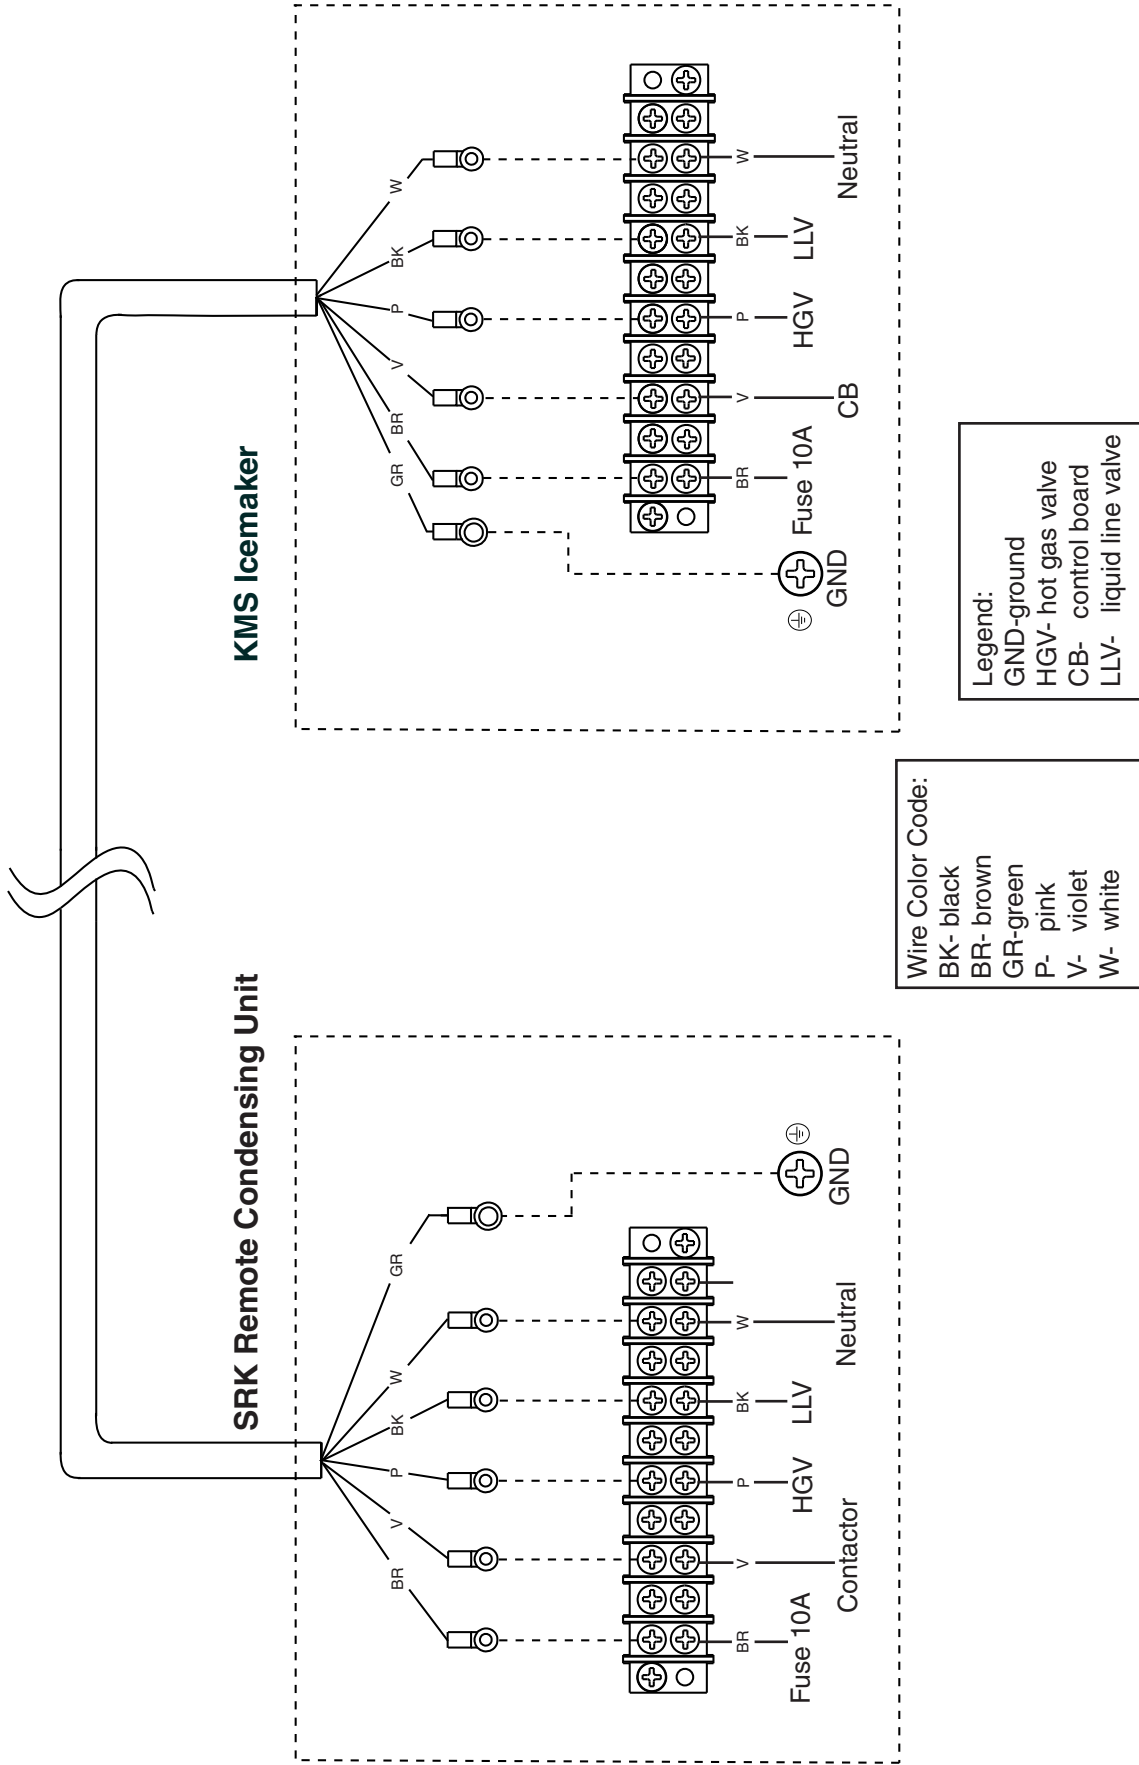 SRK Remote Condensing Unit
BR
V
P
BK
W
GR
BR
V
P
BK
W
Fuse 10A
HGV
LLV
GND
Contactor
Neutral
KMS Icemaker
GR
BR
V
P
BK
W
BR
V
P
BK
W
Fuse 10A
HGV
LLV
GND
CB
Neutral
Wire Color Code:
BK- black
BR- brown
GR-green
P- pink
V- violet
W- white
Legend:
GND-ground
HGV- hot gas valve
CB- control board
LLV- liquid line valve